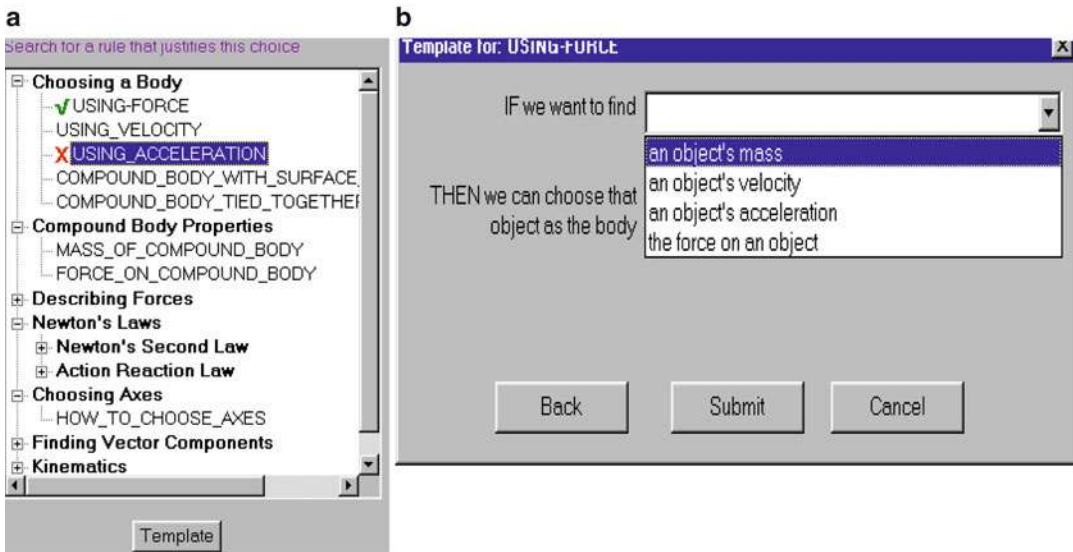 a
Search for a rule that justifies this choice
Choosing a Body
USING-FORCE
USING_VELOCITY
X USING_ACCELERATION
COMPOUND_BODY_WITH_SURFACE_
COMPOUND_BODY_TIED_TOGETHER
Compound Body Properties
MASS_OF_COMPOUND_BODY
FORCE_ON_COMPOUND_BODY
Describing Forces
Newton's Laws
Newton's Second Law
Action Reaction Law
Choosing Axes
HOW_TO_CHOOSE_AXES
Finding Vector Components
Kinematics
Template
b
Template for: USING-FORCE
IF we want to find
an object's mass
an object's velocity
an object's acceleration
the force on an object
THEN we can choose that
object as the body
Back
Submit
Cancel